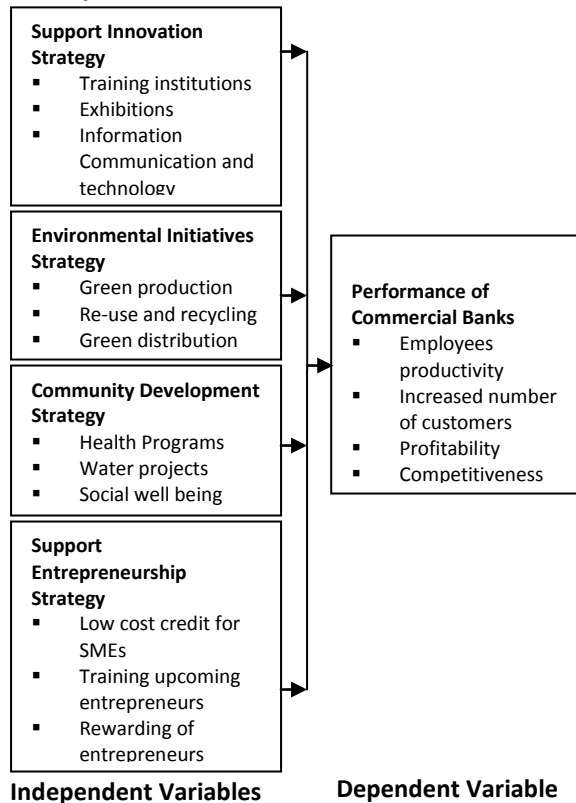 Support Innovation
Strategy
▪ Training institutions
▪ Exhibitions
▪ Information
Communication and
technology
Environmental Initiatives
Strategy
▪ Green production
▪ Re-use and recycling
▪ Green distribution
Community Development
Strategy
▪ Health Programs
▪ Water projects
▪ Social well being
Support
Entrepreneurship
Strategy
▪ Low cost credit for
SMEs
▪ Training upcoming
entrepreneurs
▪ Rewarding of
entrepreneurs
Independent Variables
Performance of
Commercial Banks
▪ Employees
productivity
▪ Increased number
of customers
▪ Profitability
▪ Competitiveness
Dependent Variable